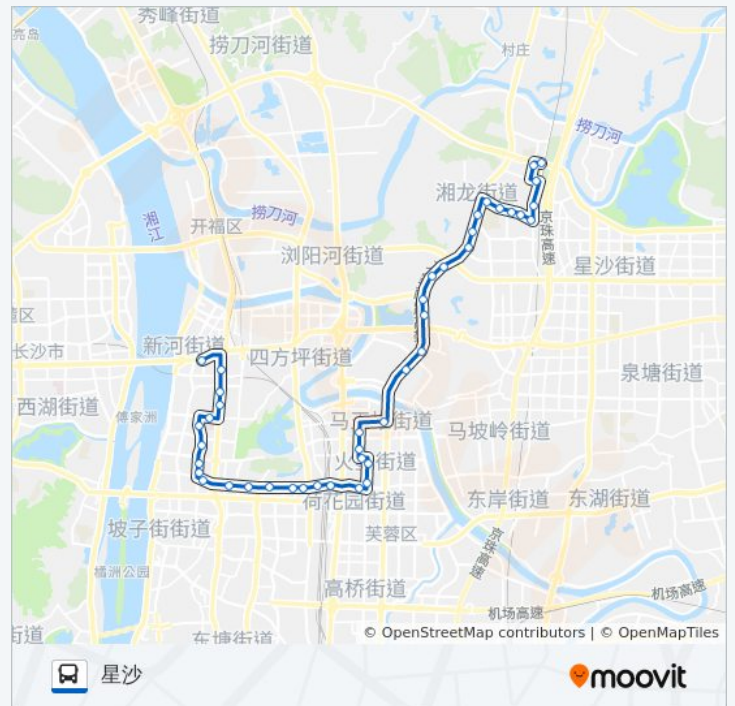 秀峰街道
亮岛
捞刀河街道
村庄
捞刀河
湘龙街道
湘江
捞刀河
开福区
京珠高速
浏阳河街道
星沙街道
新河街道
长沙市
四方坪街道
泉塘街道
西湖街道
傅家洲
马坡岭街道
街道
荷花园街道
东岸街道
东湖街道
坡子街街道
芙蓉区
京珠高速
橘洲公园
高桥街道
机场高速
机场高速
街道
东塘街道
© OpenStreetMap contributors | © OpenMapTiles
星沙
moovit